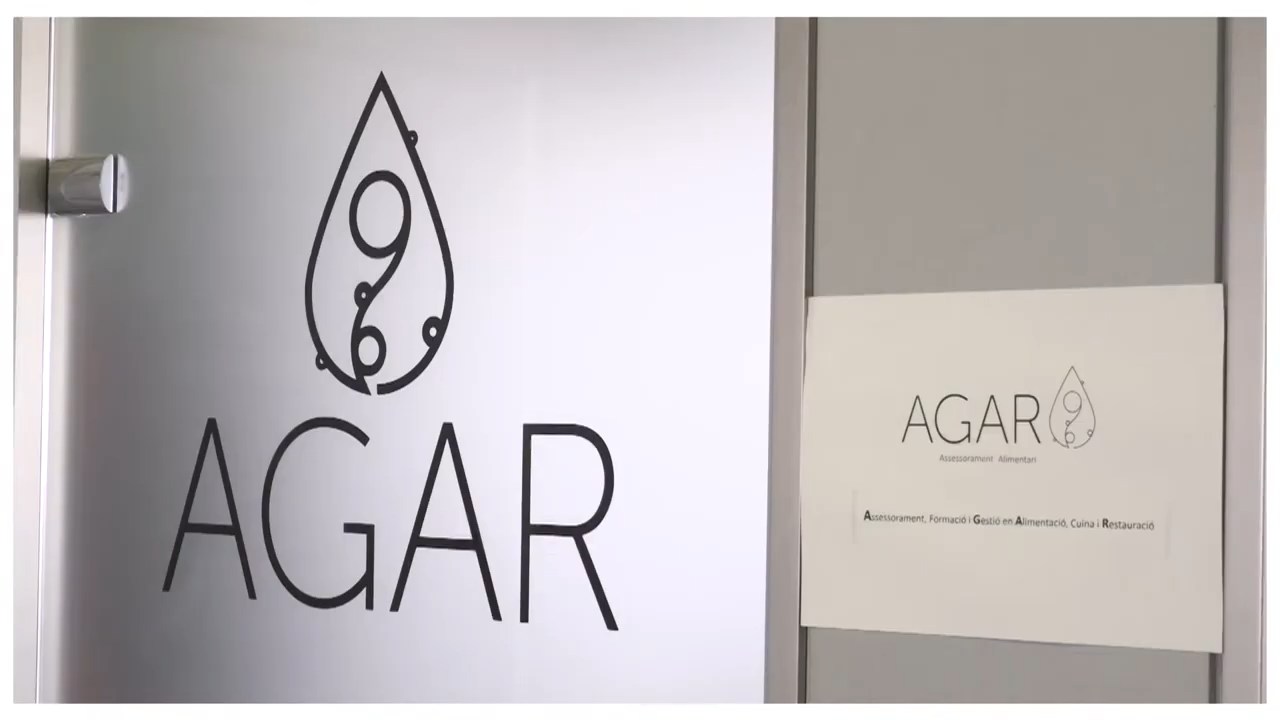 AGAR
AGAR
Assessorament Alimentari
Assessorament, Formació i Gestió en Alimentació, Cuina i Restauració